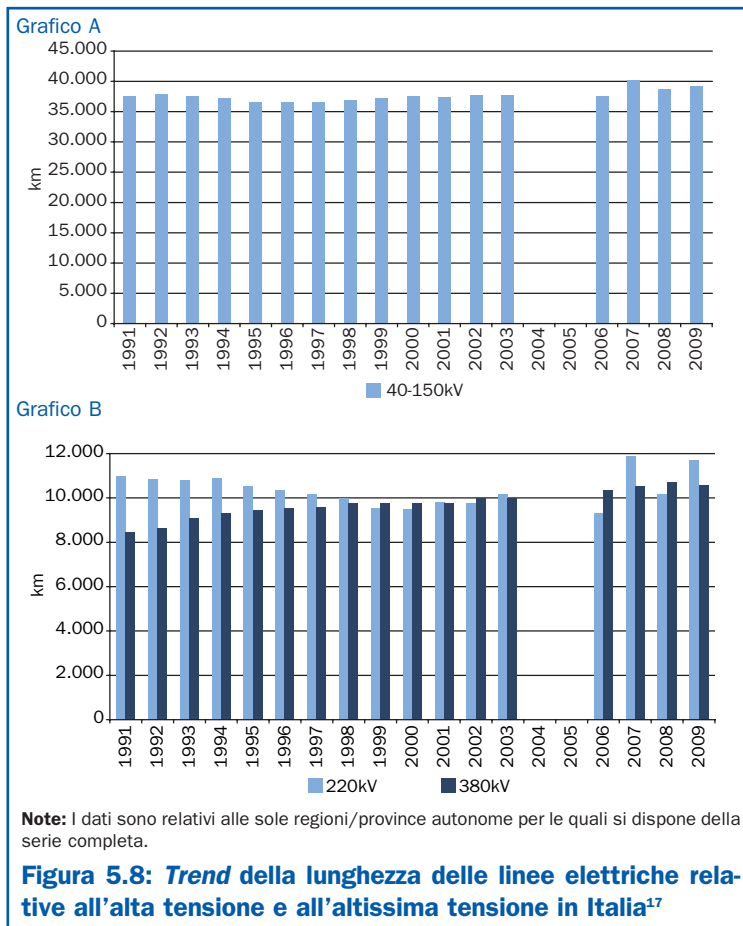 Grafico A
45.000
40.000
35.000
30.000
25.000
20.000
15.000
10.000
5.000
0
km
1991 1992 1993 1994 1995 1996 1997 1998 1999 2000 2001 2002 2003 2004 2005 2006 2007 2008 2009
40-150kV
Grafico B
12.000
10.000
8.000
6.000
4.000
2.000
0
km
1991 1992 1993 1994 1995 1996 1997 1998 1999 2000 2001 2002 2003 2004 2005 2006 2007 2008 2009
220kV 380kV
Note: I dati sono relativi alle sole regioni/province autonome per le quali si dispone della
serie completa.
Figura 5.8: Trend della lunghezza delle linee elettriche rela-
tive all'alta tensione e all'altissima tensione in Italia¹⁷